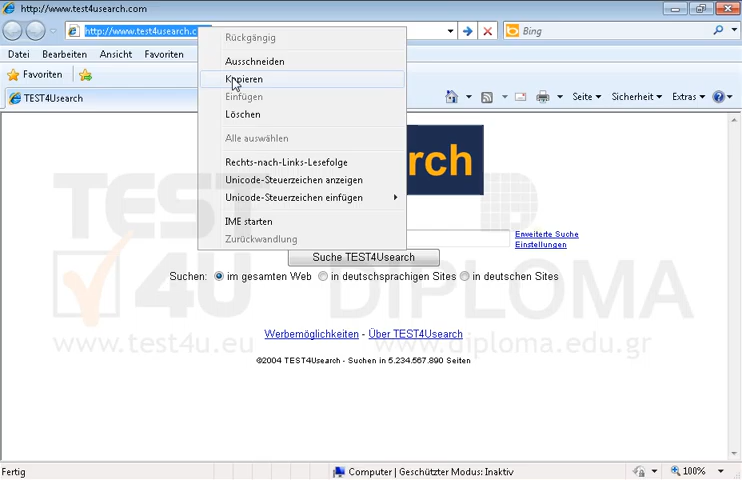 http://www.test4usearch.com
http://www.test4usearch.c
Bing
Datei Bearbeiten Ansicht Favoriten
Favoriten
TEST4Usearch
Seite Sicherheit Extras
Rückgängig
Ausschneiden
Kopieren
Einfügen
Löschen
Alle auswählen
Rechts-nach-Links-Lesefolge
Unicode-Steuerzeichen anzeigen
Unicode-Steuerzeichen einfügen
IME starten
Zurückwandlung
rch
Erweiterte Suche
Einstellungen
Suche TEST4Usearch
Suchen: im gesamten Web in deutschsprachigen Sites in deutschen Sites
TEST
4U DIPLOMA
Werbemöglichkeiten - Über TEST4Usearch
www.test4u.eu www.diploma.edu.gr
©2004 TEST4Usearch - Suchen in 5.234.567.890 Seiten
Fertig
Computer | Geschützter Modus: Inaktiv
100%